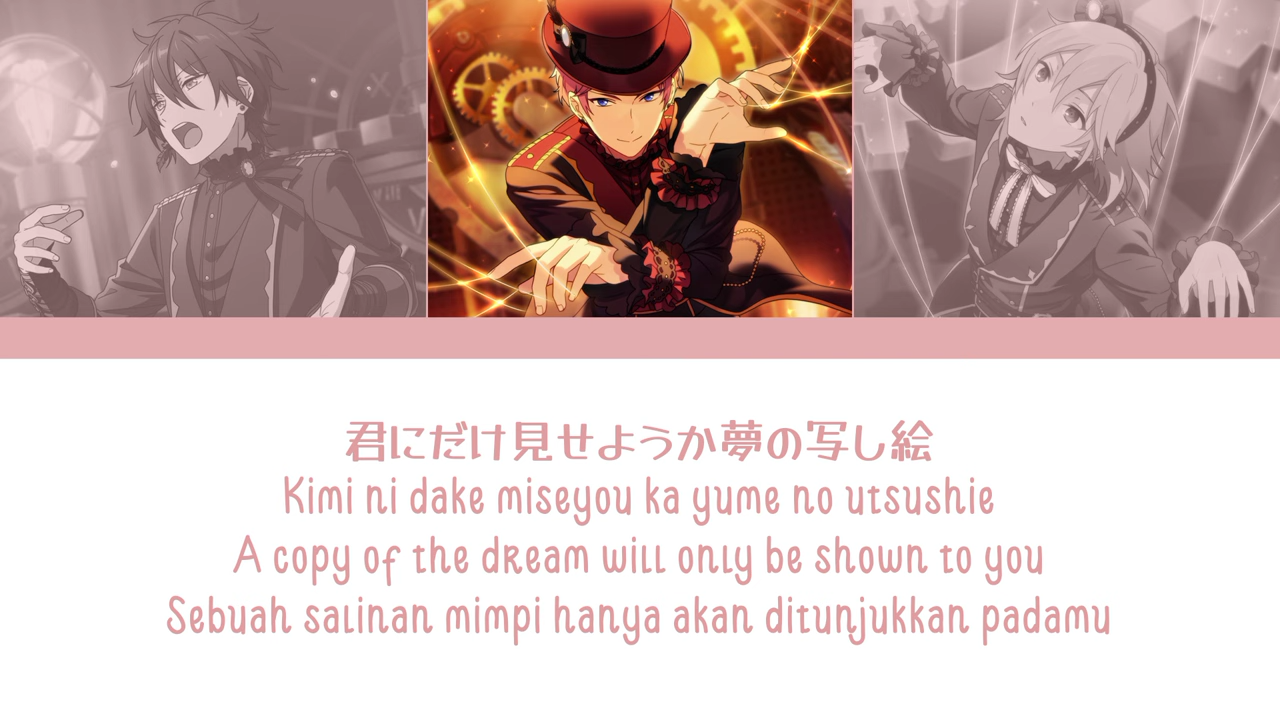 君にだけ見せようか夢の写し絵
Kimi ni dake miseyou ka yume no utsushie
A copy of the dream will only be shown to you
Sebuah salinan mimpi hanya akan ditunjukkan padamu